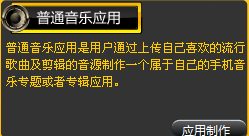 普通音乐应用
普通音乐应用是用户通过上传自己喜欢的流行
歌曲及剪辑的音源制作一个属于自己的手机音
乐专题或者专辑应用。
应用制作